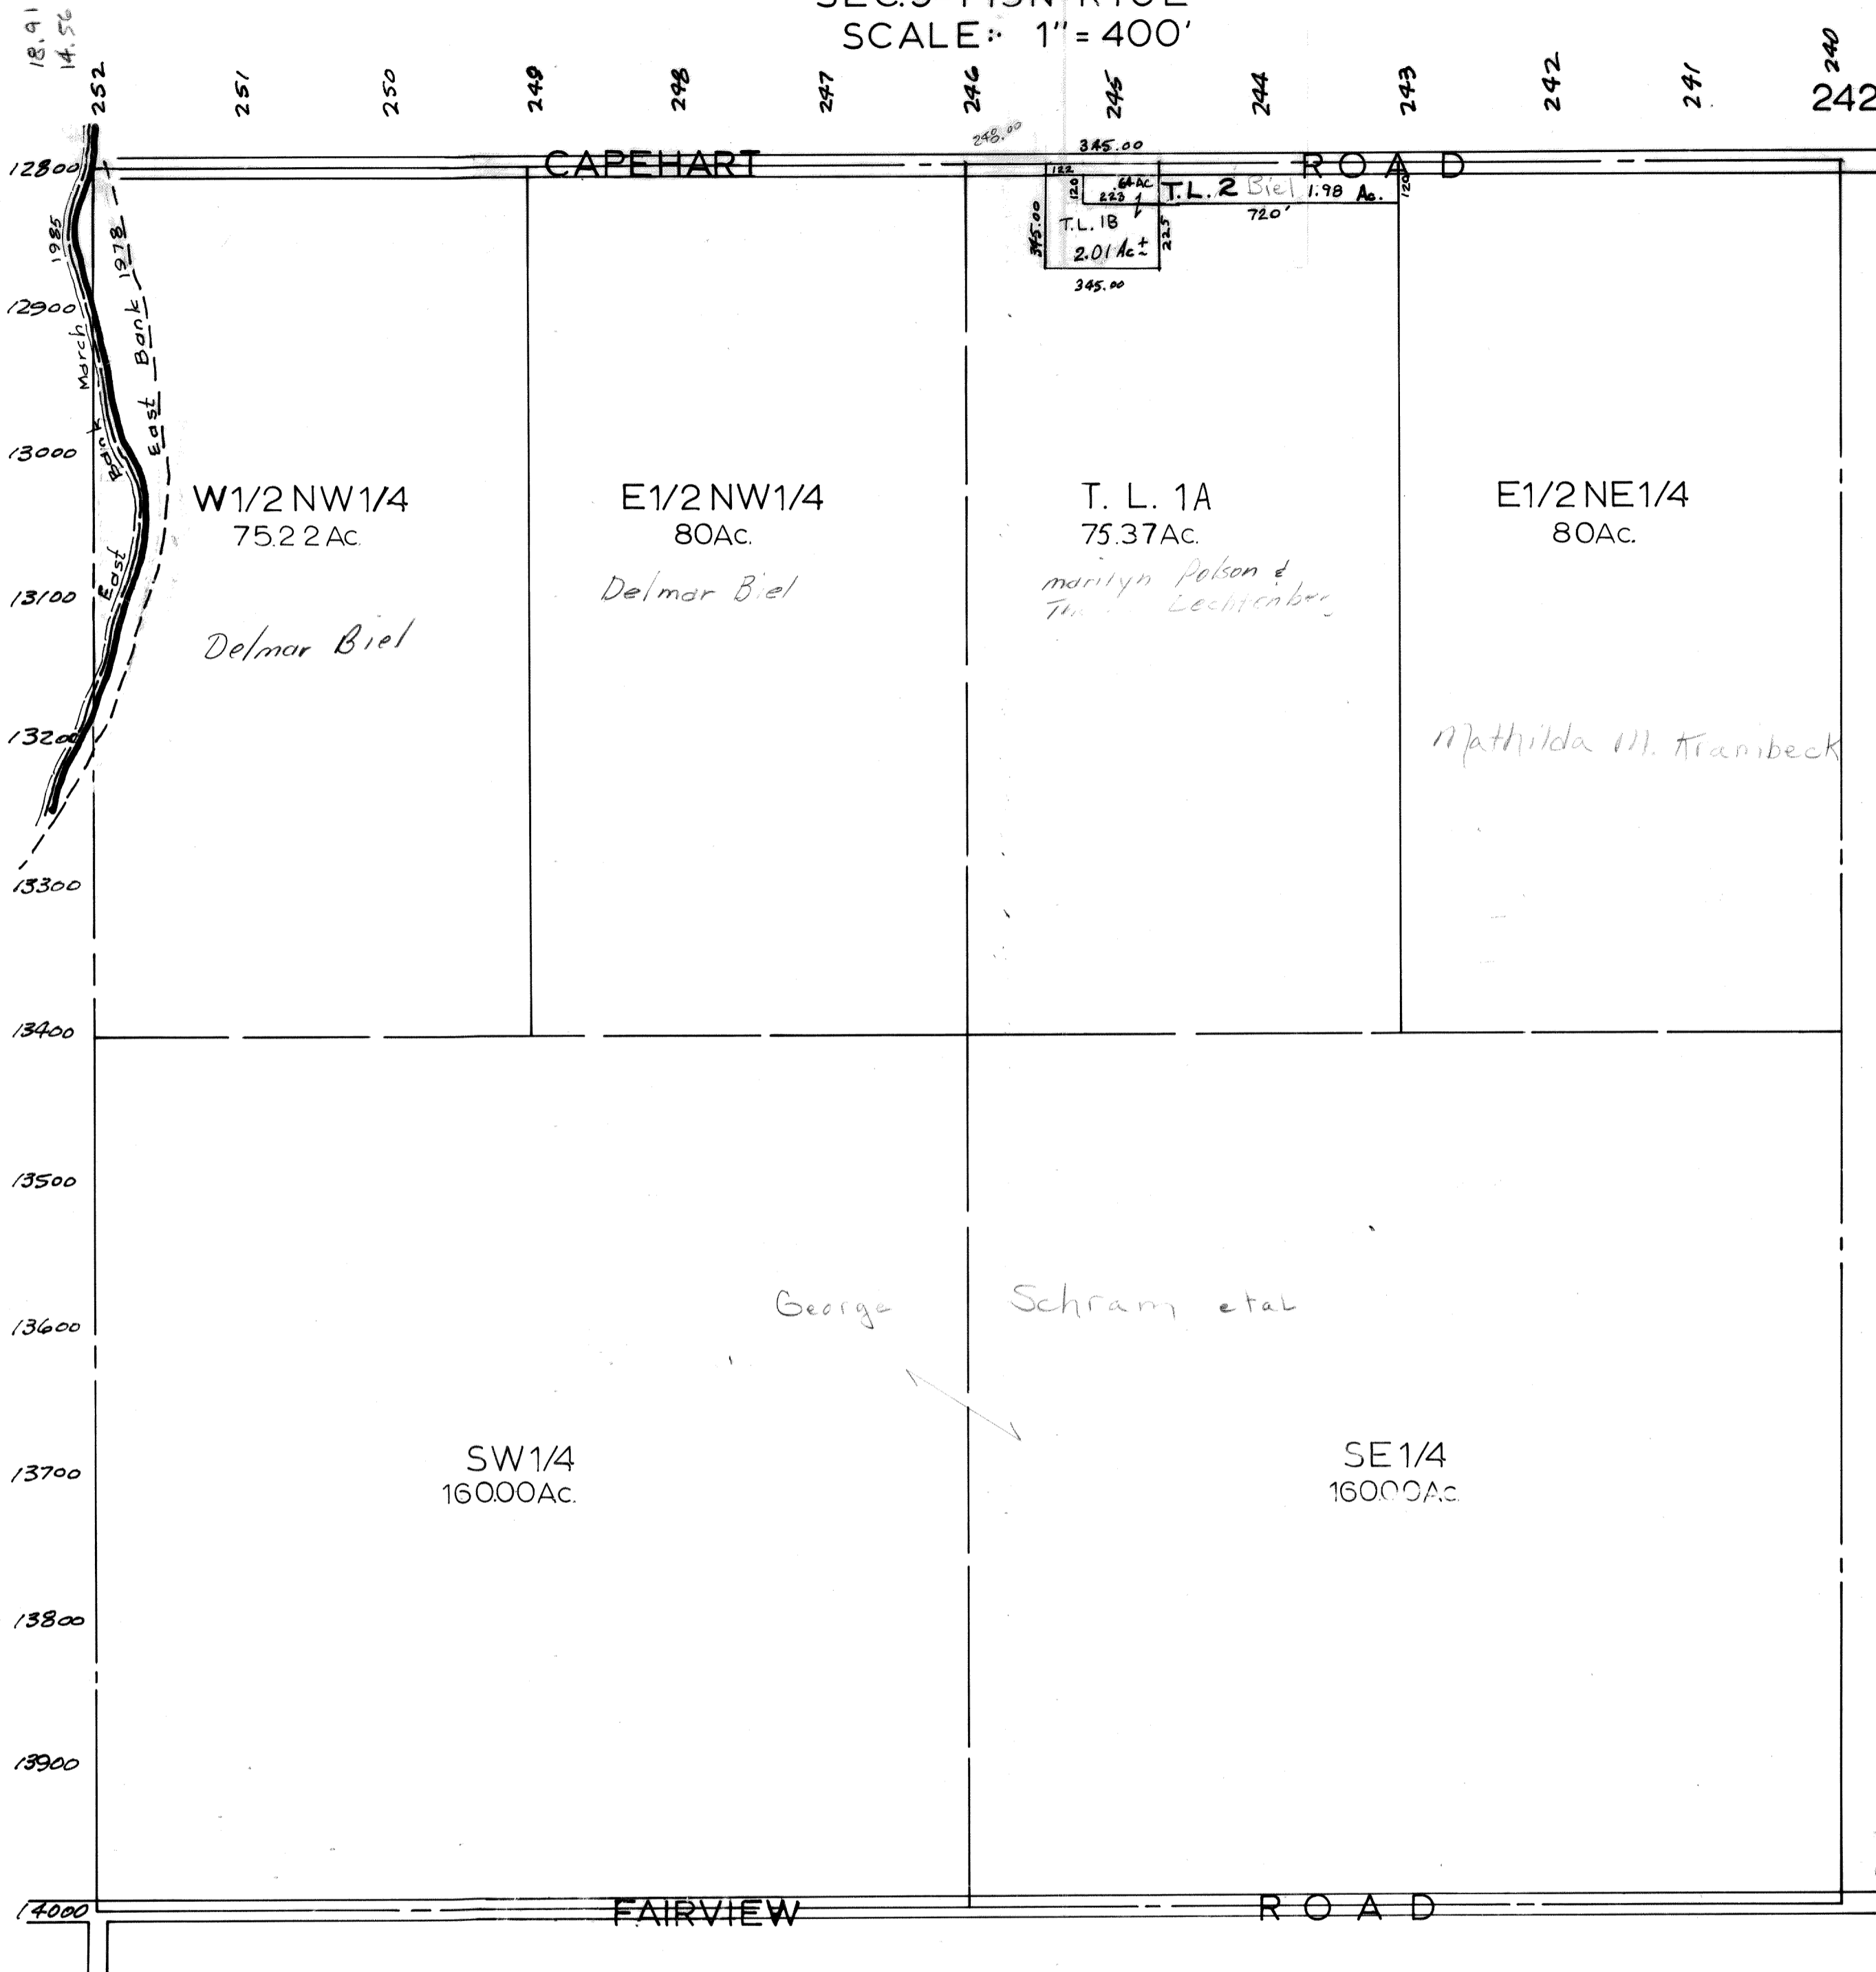 SCALE: 1" = 400'
18.91
14.56
252 251 250 249 248 247 246 245 244 243 242 241 240
242
248.00
345.00
12800 CAPEHART ROAD
122
.64 AC
120
223
T.L. 2 Biel 1.98 Ac.
120
720'
345.00
T.L. 1B
225
2.01 Ac ±
345.00
1985
March
East Bank 1978
East Bank
12900
13000
W1/2 NW1/4
75.22 Ac.
Delmar Biel
E1/2 NW1/4
80Ac.
Delmar Biel
T. L. 1A
75.37Ac.
Marilyn Polson &
Lechtenberg
E1/2 NE1/4
80Ac.
Mathilda M. Krambeck
13100
13200
13300
13400
13500
George Schram etal
13600
SW1/4
160.00Ac.
SE1/4
160.00Ac.
13700
13800
13900
14000 FAIRVIEW ROAD